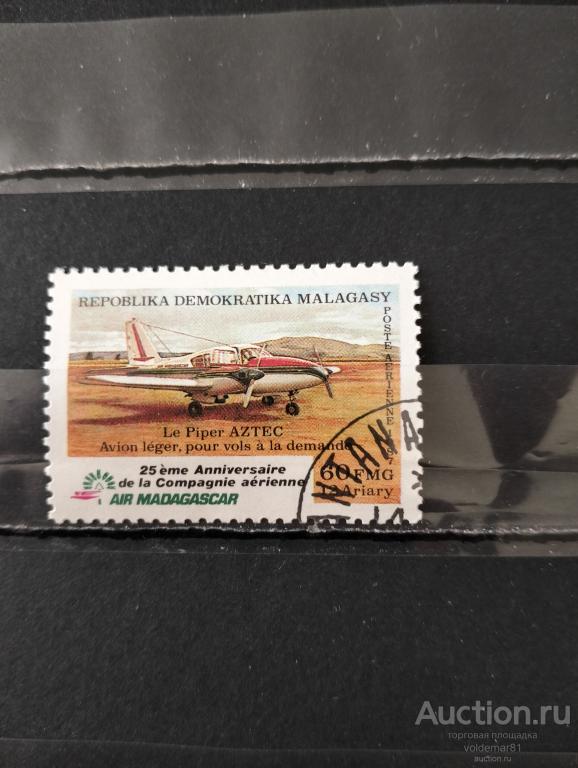 REPOBLIKA DEMOKRATIKA MALAGASY
POSTE AERIENNE
Le Piper AZTEC
Avion léger, pour vols à la demande
25ème Anniversaire
de la Compagnie aérienne
AIR MADAGASCAR
60 FMG
12 Ariary
Auction.ru
торговая площадка
voldemar81
auction.ru